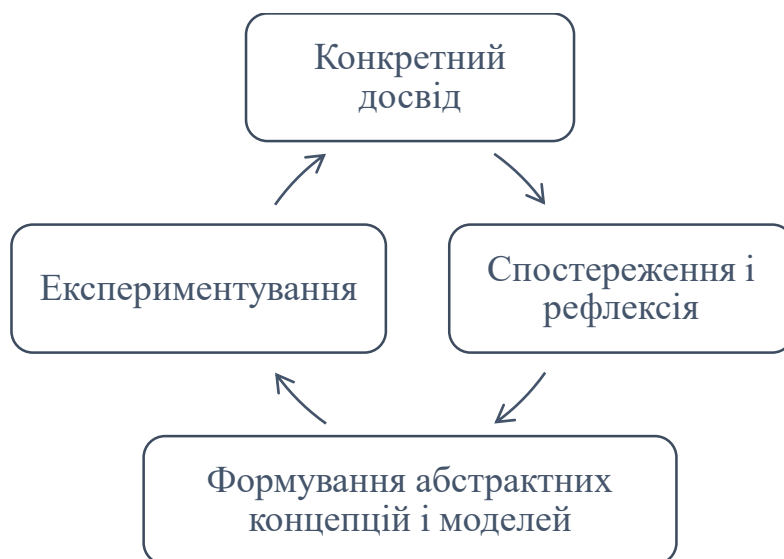 Конкретний
досвід
Експериментування
Спостереження і
рефлексія
Формування абстрактних
концепцій і моделей